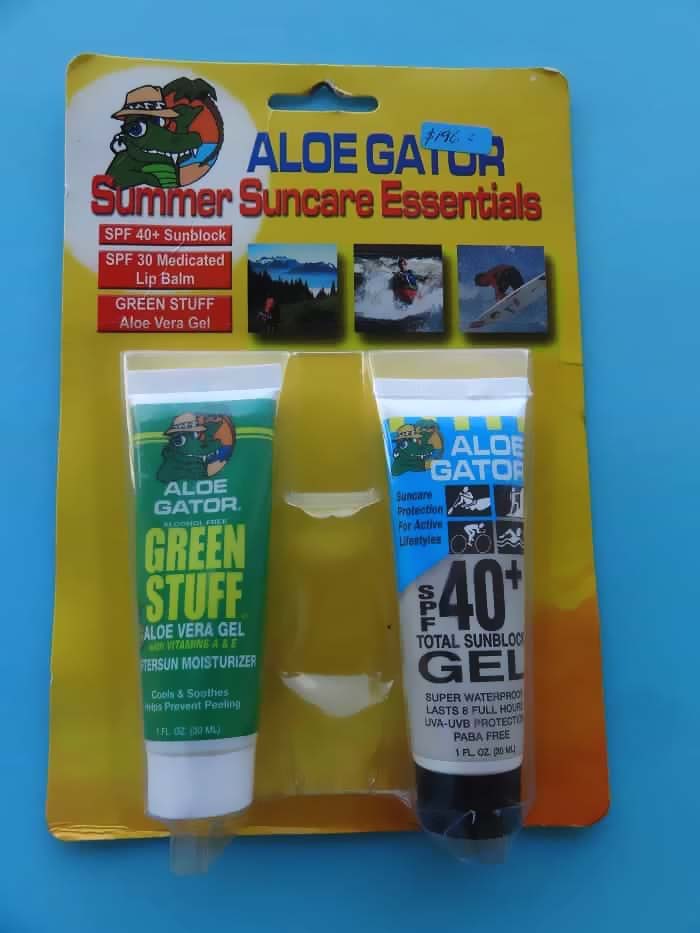 $196.=
ALOE GATOR
Summer Suncare Essentials
SPF 40+ Sunblock
SPF 30 Medicated
Lip Balm
GREEN STUFF
Aloe Vera Gel
ALOE
GATOR.
ALCOHOL FREE
GREEN
STUFF
ALOE VERA GEL
with VITAMINS A & E
TERSUN MOISTURIZER
Cools & Soothes
Helps Prevent Peeling
1 FL. OZ. (30 ML)
ALOE
GATOR
Suncare
Protection
For Active
Lifestyles
SPF 40+
TOTAL SUNBLOCK
GEL
SUPER WATERPROOF
LASTS 8 FULL HOURS
UVA-UVB PROTECTION
PABA FREE
1 FL. OZ. (30 ML)